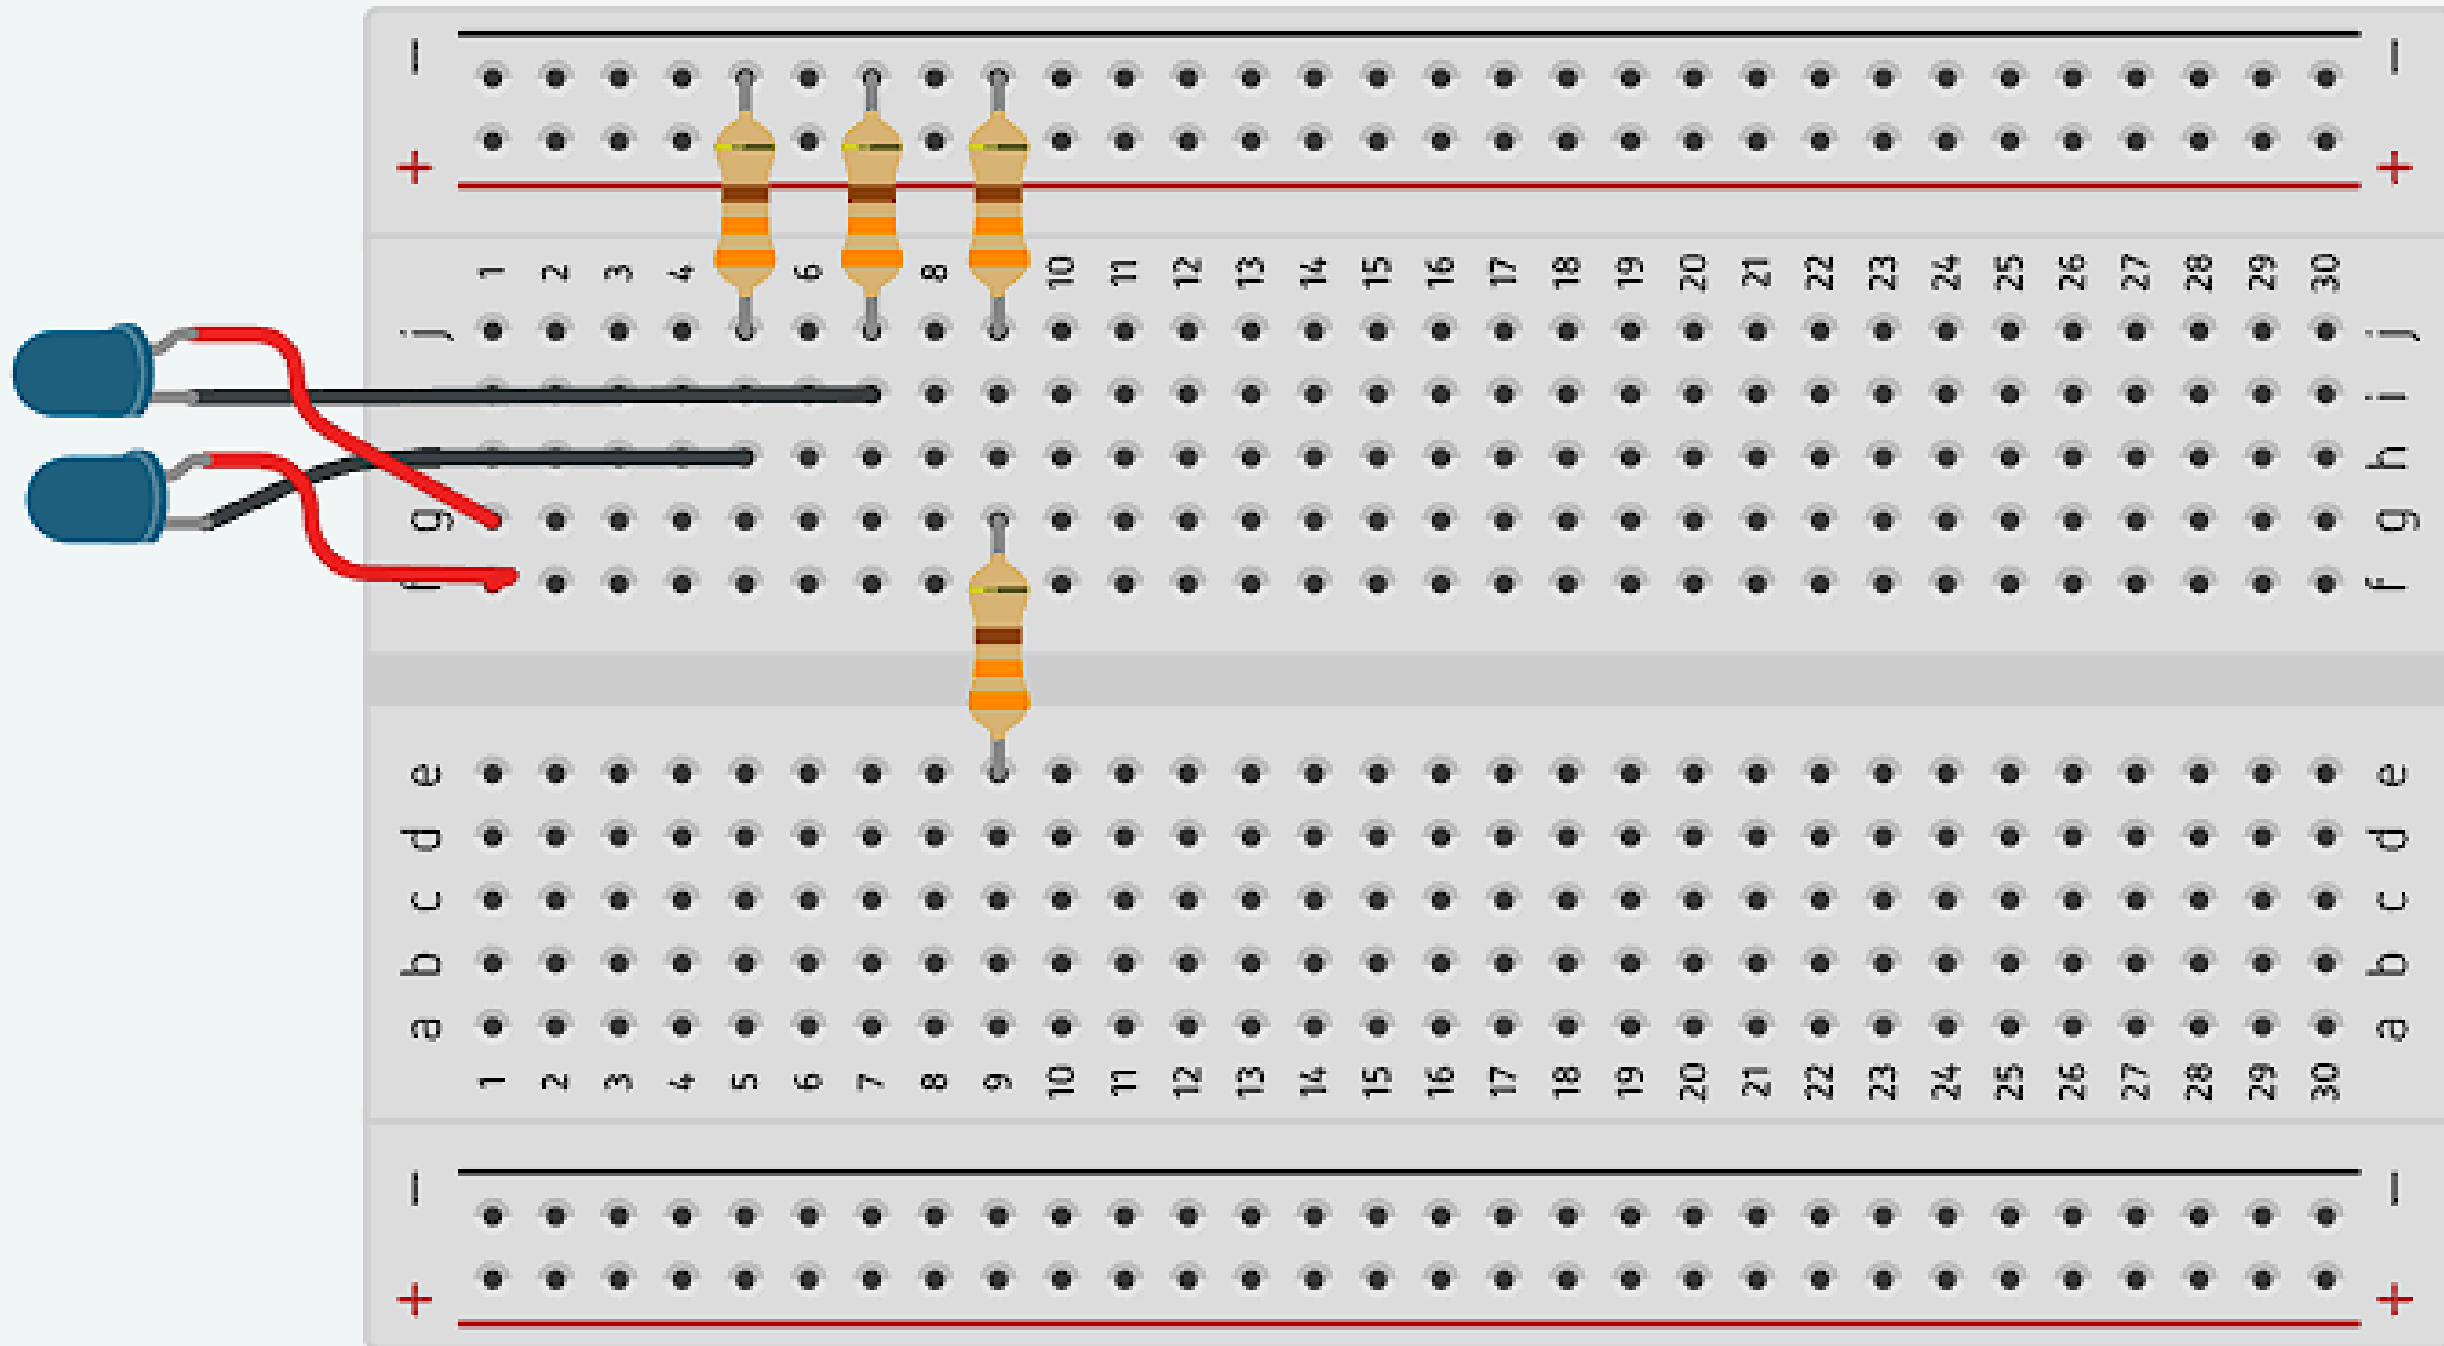 − −
+ +
1 2 3 4 6 8 10 11 12 13 14 15 16 17 18 19 20 21 22 23 24 25 26 27 28 29 30
j j
i
h
g g
f f
e e
d d
c c
b b
a a
1 2 3 4 5 6 7 8 9 10 11 12 13 14 15 16 17 18 19 20 21 22 23 24 25 26 27 28 29 30
− −
+ +